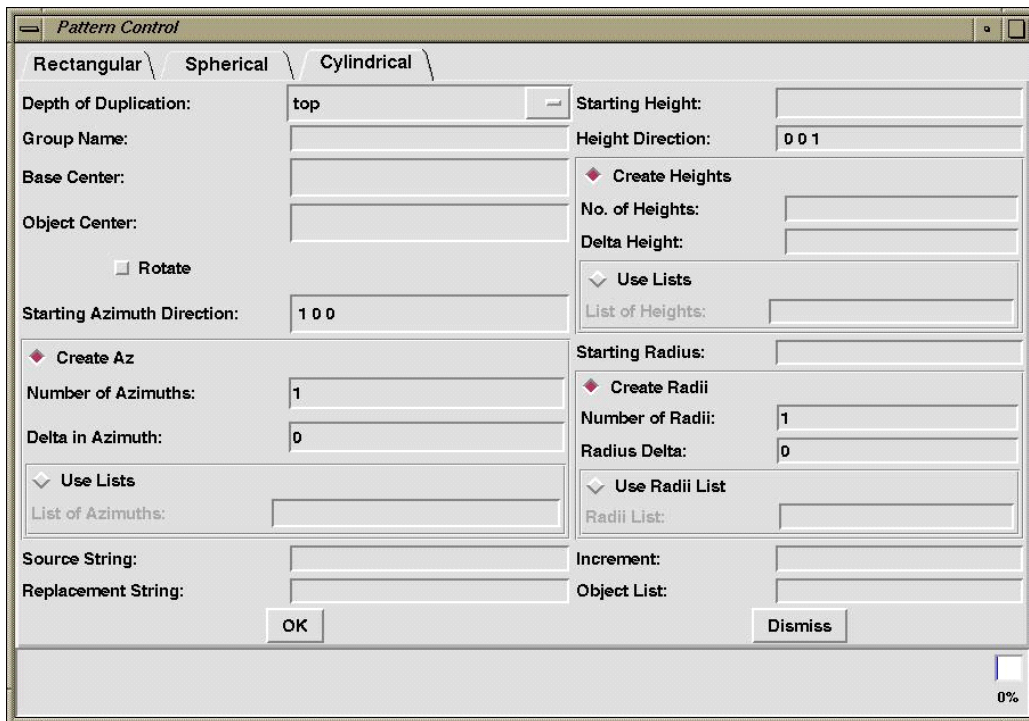 Pattern Control
Rectangular Spherical Cylindrical
Depth of Duplication: top
Group Name:
Base Center:
Object Center:
Rotate
Starting Azimuth Direction: 1 0 0
Create Az
Number of Azimuths: 1
Delta in Azimuth: 0
Use Lists
List of Azimuths:
Source String:
Replacement String:
OK
Starting Height:
Height Direction: 0 0 1
Create Heights
No. of Heights:
Delta Height:
Use Lists
List of Heights:
Starting Radius:
Create Radii
Number of Radii: 1
Radius Delta: 0
Use Radii List
Radii List:
Increment:
Object List:
Dismiss
0%